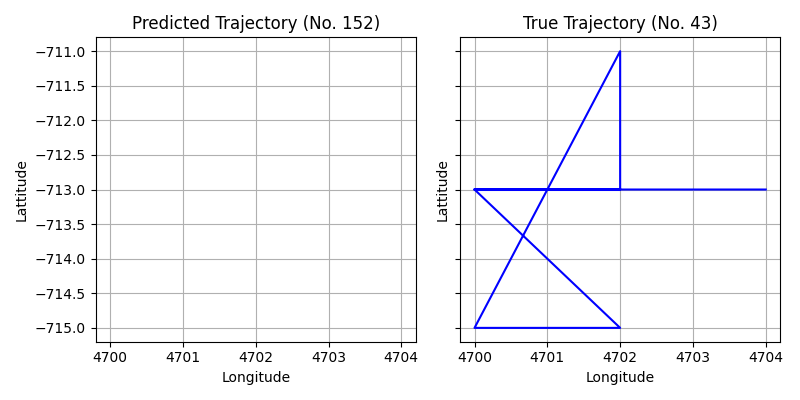 Predicted Trajectory (No. 152)
True Trajectory (No. 43)
−711.0
−711.5
−712.0
−712.5
−713.0
−713.5
−714.0
−714.5
−715.0
Lattitude
Lattitude
4700 4701 4702 4703 4704
4700 4701 4702 4703 4704
Longitude
Longitude